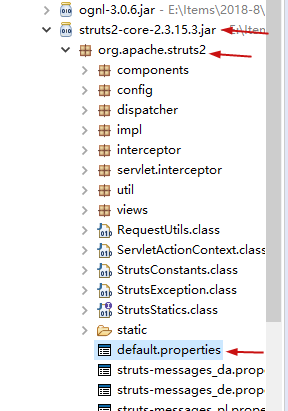 ognl-3.0.6.jar - E:\Items\2018-8\
struts2-core-2.3.15.3.jar - E:\Item
org.apache.struts2
components
config
dispatcher
impl
interceptor
servlet.interceptor
util
views
RequestUtils.class
ServletActionContext.class
StrutsConstants.class
StrutsException.class
StrutsStatics.class
static
default.properties
struts-messages_da.prope
struts-messages_de.prope
struts-messages_pl.prope